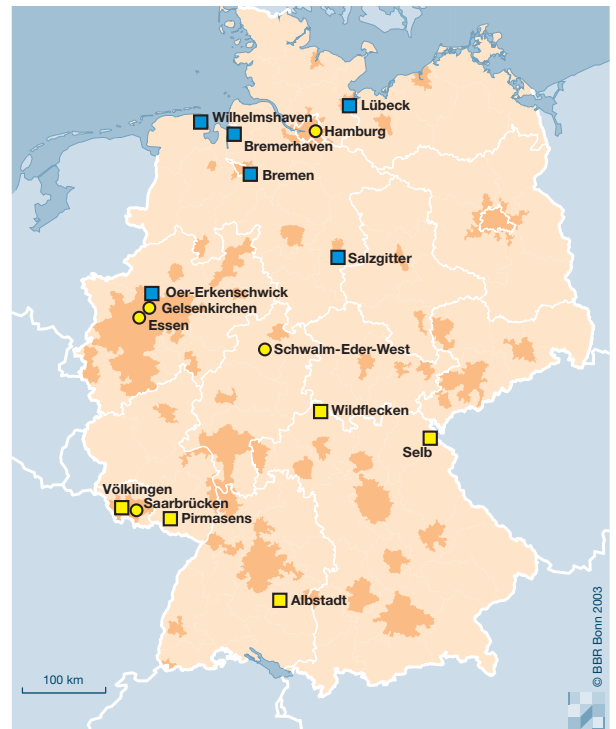 Lübeck
Wilhelmshaven
Hamburg
Bremerhaven
Bremen
Salzgitter
Oer-Erkenschwick
Gelsenkirchen
Essen
Schwalm-Eder-West
Wildflecken
Selb
Völklingen
Saarbrücken
Pirmasens
Albstadt
100 km
© BBR Bonn 2003